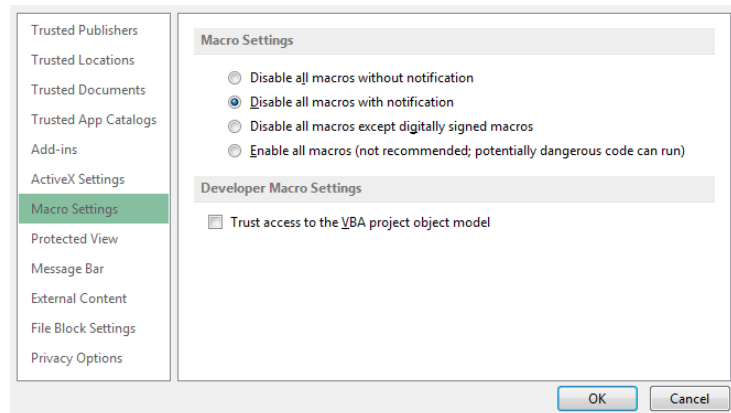 Trusted Publishers
Trusted Locations
Trusted Documents
Trusted App Catalogs
Add-ins
ActiveX Settings
Macro Settings
Protected View
Message Bar
External Content
File Block Settings
Privacy Options
Macro Settings
Disable all macros without notification
Disable all macros with notification
Disable all macros except digitally signed macros
Enable all macros (not recommended; potentially dangerous code can run)
Developer Macro Settings
Trust access to the VBA project object model
OK
Cancel